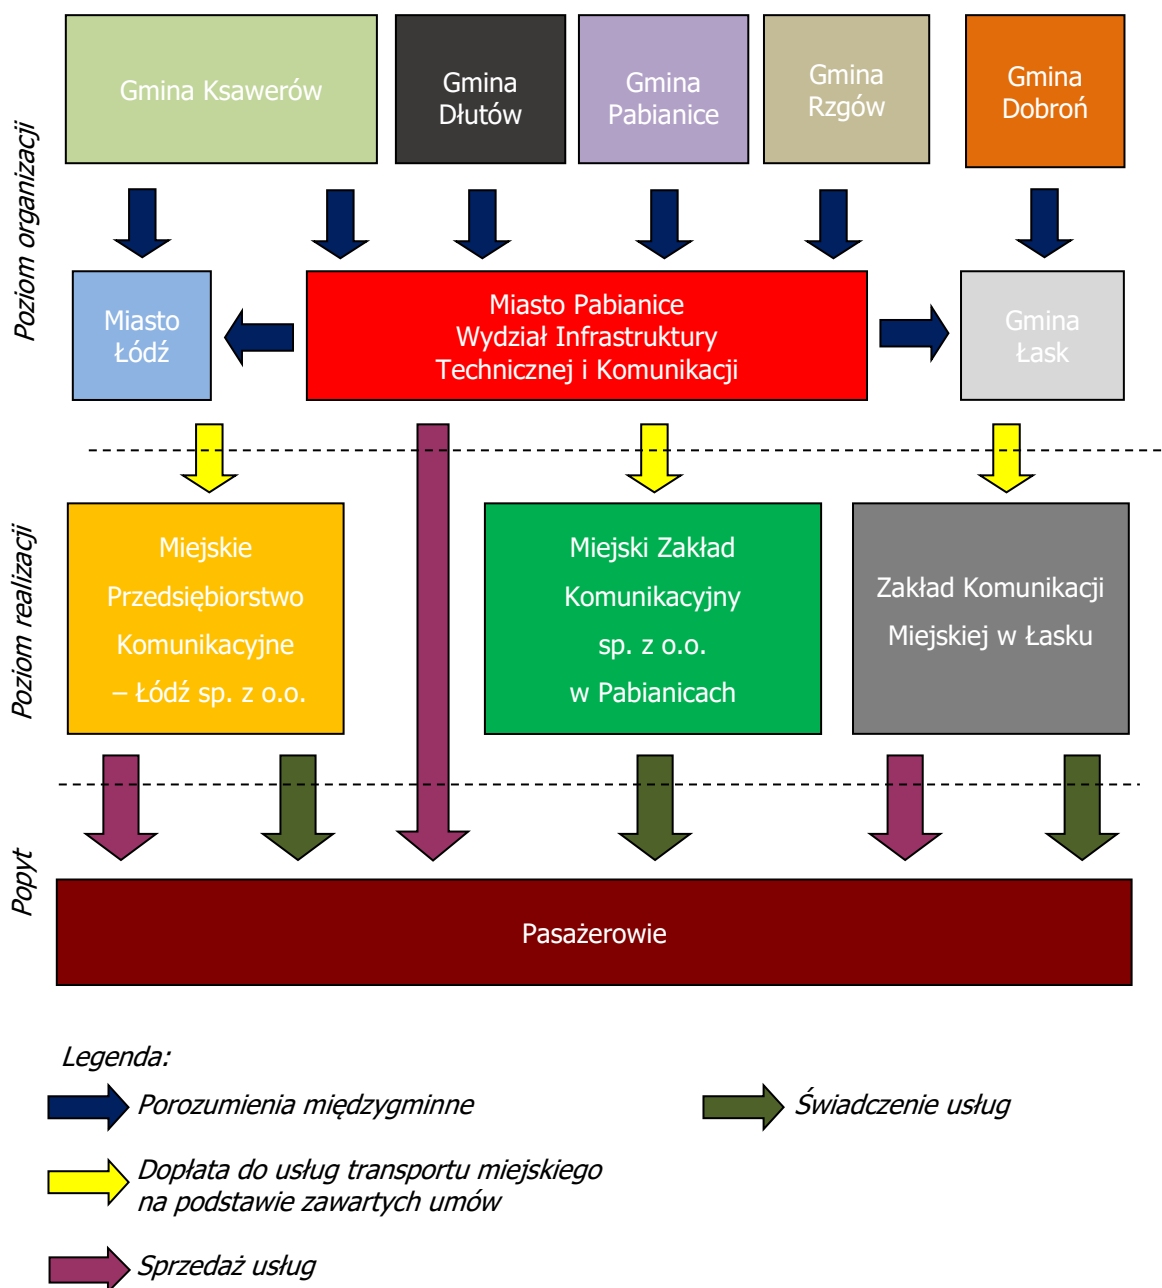 Poziom organizacji
Gmina Ksawerów
Gmina
Dłutów
Gmina
Pabianice
Gmina
Rzgów
Gmina
Dobroń
Miasto
Łódź
Miasto Pabianice
Wydział Infrastruktury
Technicznej i Komunikacji
Gmina
Łask
Poziom realizacji
Miejskie
Przedsiębiorstwo
Komunikacyjne
– Łódź sp. z o.o.
Miejski Zakład
Komunikacyjny
sp. z o.o.
w Pabianicach
Zakład Komunikacji
Miejskiej w Łasku
Popyt
Pasażerowie
Legenda:
Porozumienia międzygminne
Świadczenie usług
Dopłata do usług transportu miejskiego
na podstawie zawartych umów
Sprzedaż usług